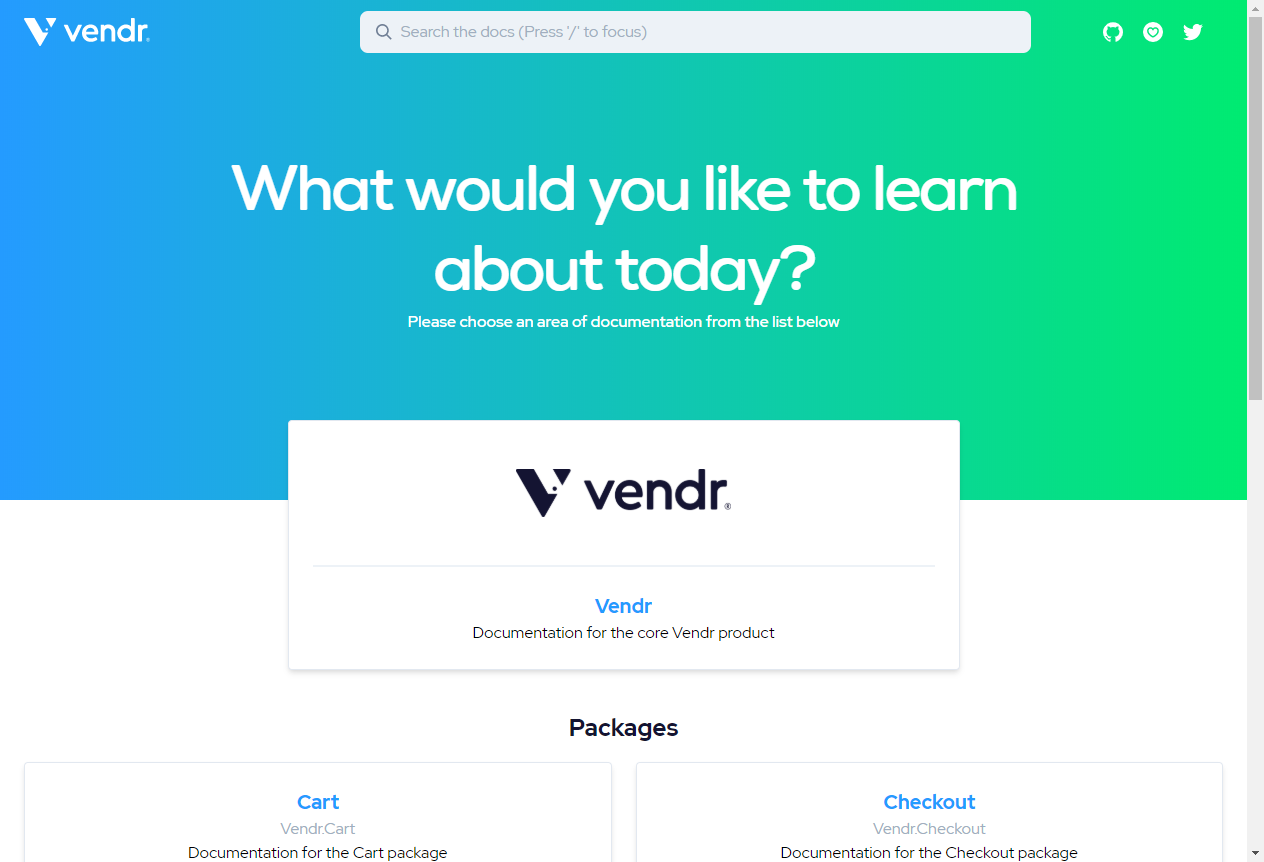 vendr
Search the docs (Press '/' to focus)
What would you like to learn
about today?
Please choose an area of documentation from the list below
vendr®
Vendr
Documentation for the core Vendr product
Packages
Cart
Vendr.Cart
Documentation for the Cart package
Checkout
Vendr.Checkout
Documentation for the Checkout package